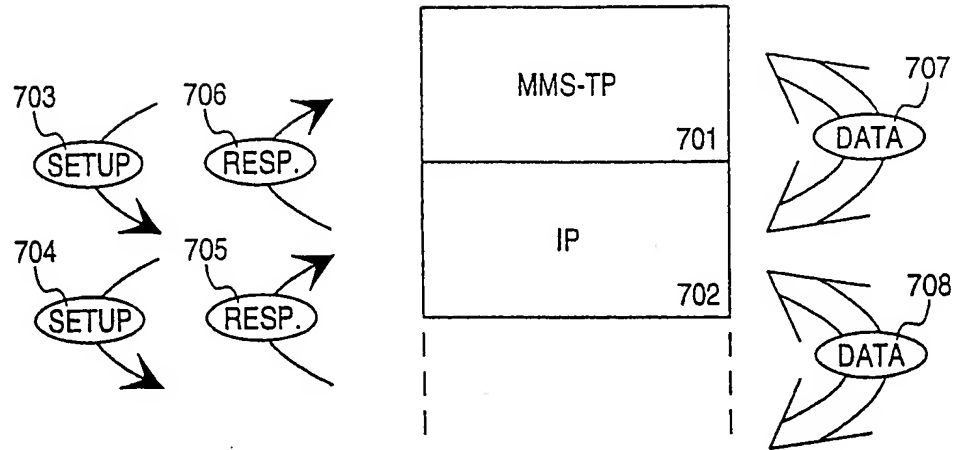 703
SETUP
706
RESP.
MMS-TP
701
707
DATA
704
SETUP
705
RESP.
IP
702
708
DATA